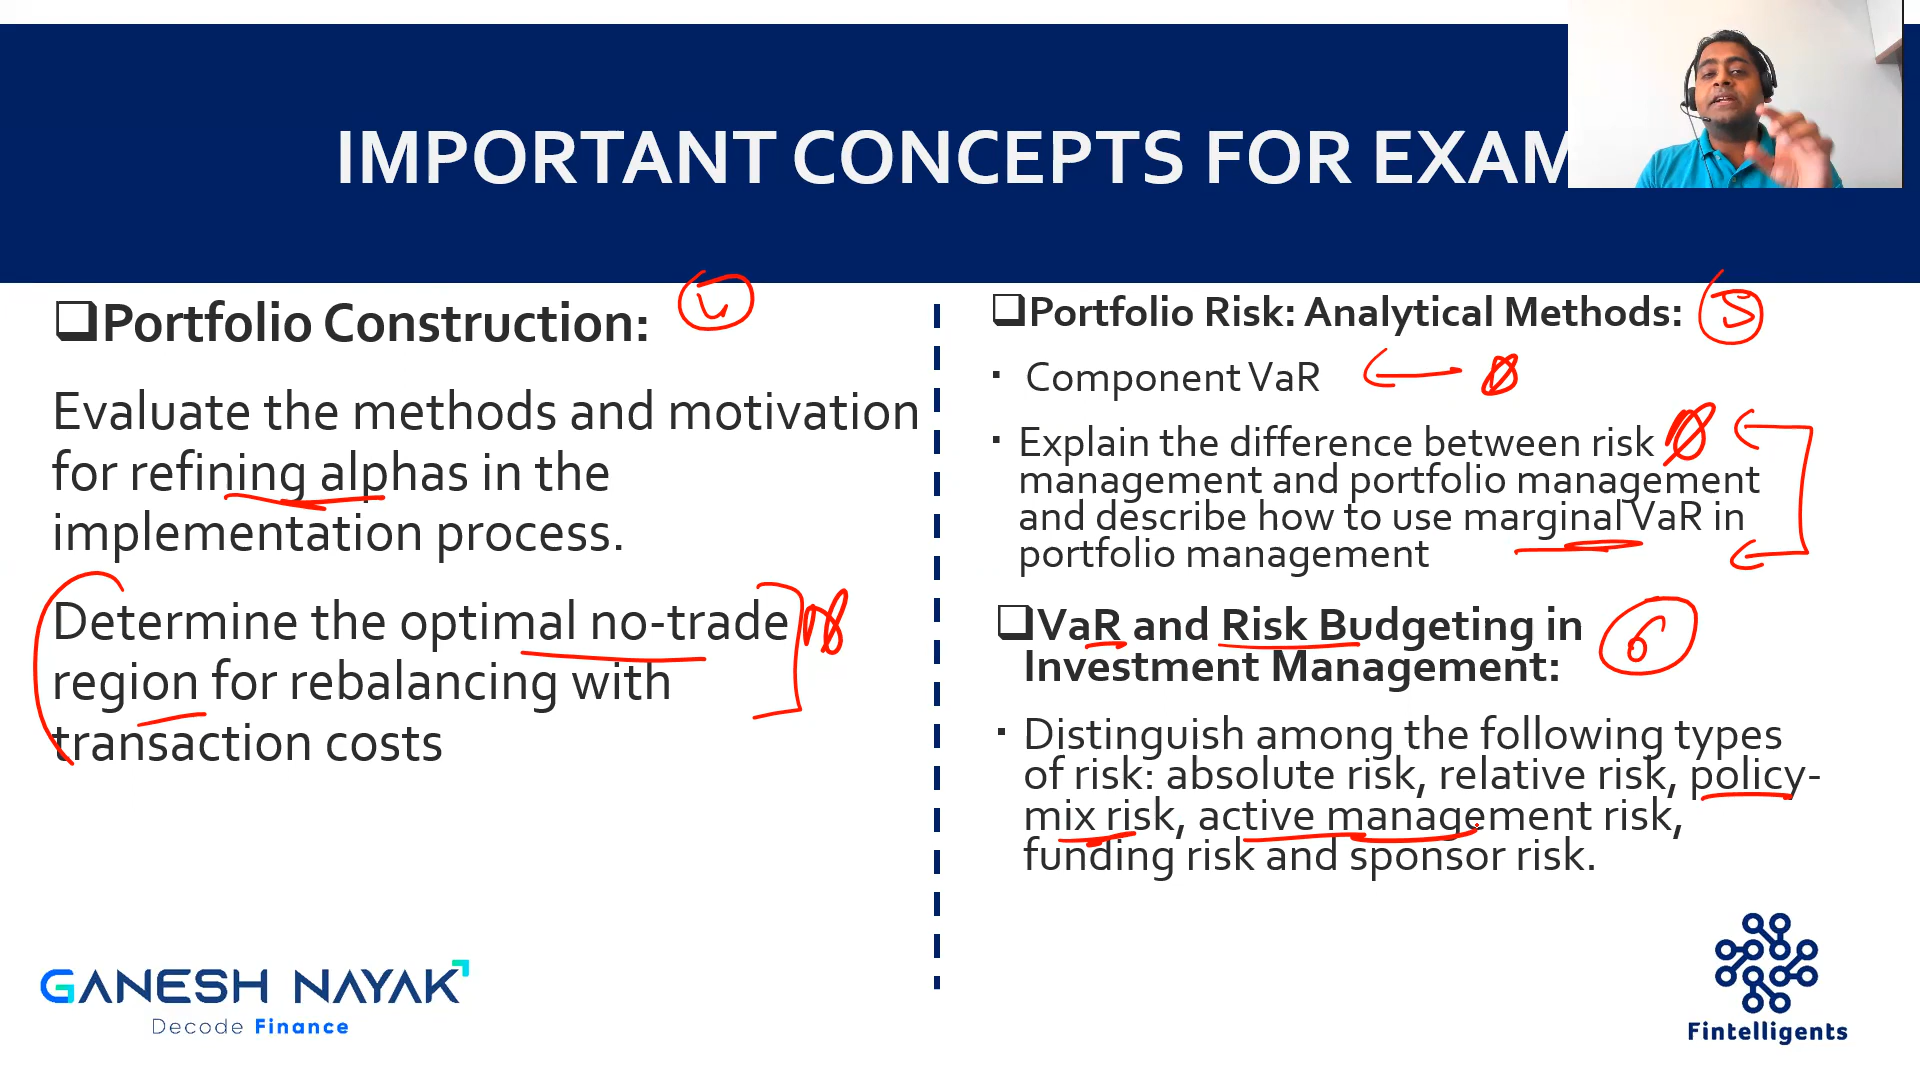 IMPORTANT CONCEPTS FOR EXAM
❑Portfolio Construction:
Evaluate the methods and motivation
for refining alphas in the
implementation process.
Determine the optimal no-trade
region for rebalancing with
transaction costs
❑Portfolio Risk: Analytical Methods: 5
▪ Component VaR
▪ Explain the difference between risk
management and portfolio management
and describe how to use marginal VaR in
portfolio management
❑VaR and Risk Budgeting in 6
Investment Management:
▪ Distinguish among the following types
of risk: absolute risk, relative risk, policy-
mix risk, active management risk,
funding risk and sponsor risk.
GANESH NAYAK
Decode Finance
Fintelligents